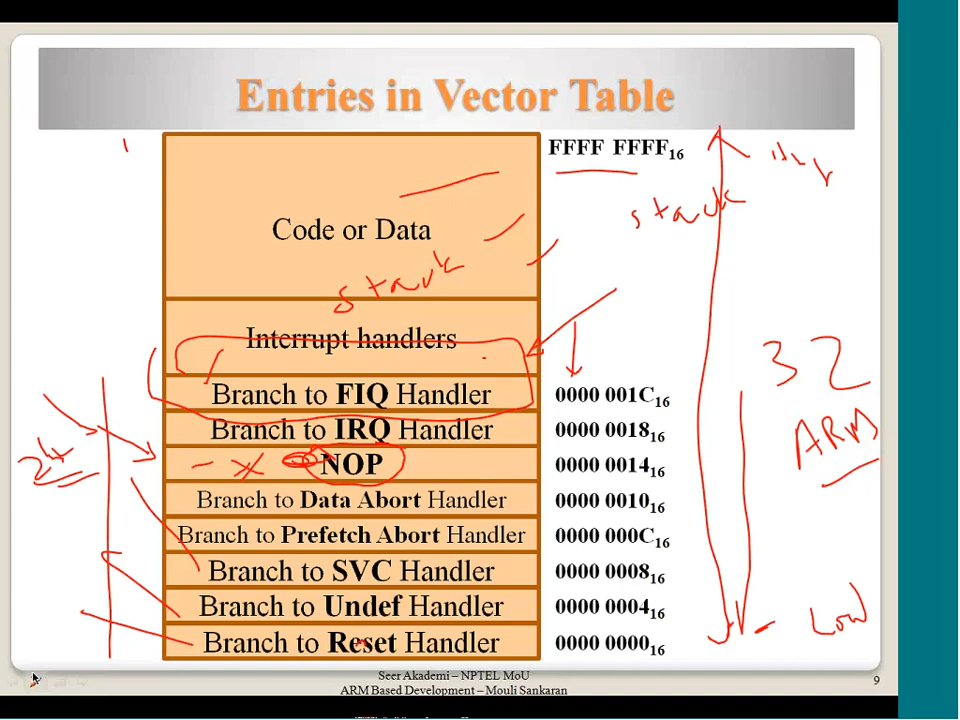 Entries in Vector Table
FFFF FFFF16
stack
Code or Data
stack
Interrupt handlers
32
Branch to FIQ Handler 0000 001C16
ARM
Branch to IRQ Handler 0000 001816
NOP 0000 001416
Branch to Data Abort Handler 0000 001016
Branch to Prefetch Abort Handler 0000 000C16
Branch to SVC Handler 0000 000816
Branch to Undef Handler 0000 000416
Low
Branch to Reset Handler 0000 000016
Seer Akademi – NPTEL MoU
ARM Based Development – Mouli Sankaran
9